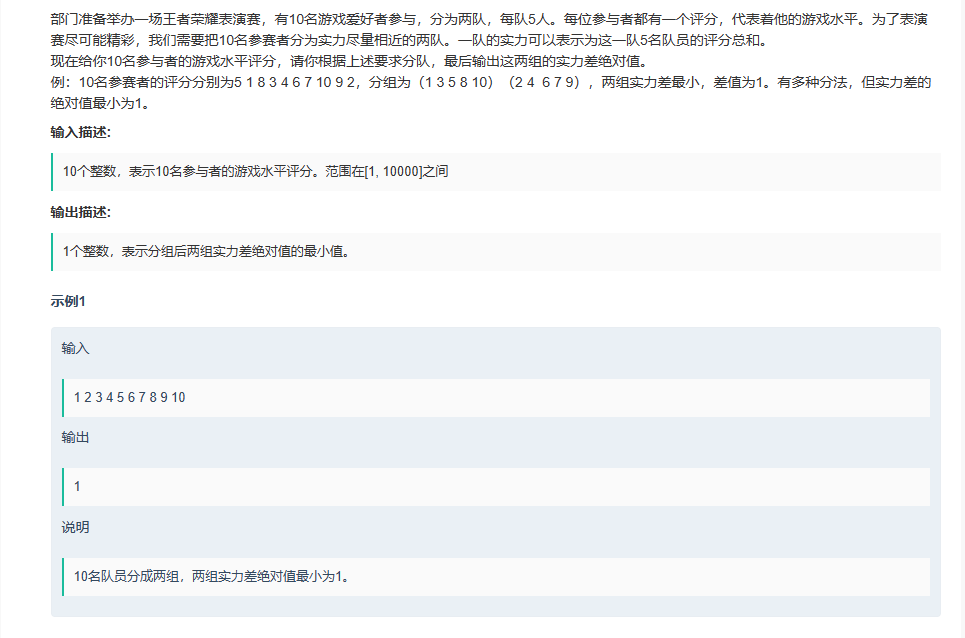 部门准备举办一场王者荣耀表演赛，有10名游戏爱好者参与，分为两队，每队5人。每位参与者都有一个评分，代表着他的游戏水平。为了表演
赛尽可能精彩，我们需要把10名参赛者分为实力尽量相近的两队。一队的实力可以表示为这一队5名队员的评分总和。
现在给你10名参与者的游戏水平评分，请你根据上述要求分队，最后输出这两组的实力差绝对值。
例：10名参赛者的评分分别为5 1 8 3 4 6 7 10 9 2，分组为（1 3 5 8 10）（2 4  6 7 9），两组实力差最小，差值为1。有多种分法，但实力差的
绝对值最小为1。
输入描述：
10个整数，表示10名参与者的游戏水平评分。范围在[1, 10000]之间
输出描述：
1个整数，表示分组后两组实力差绝对值的最小值。
示例1
输入
1 2 3 4 5 6 7 8 9 10
输出
1
说明
10名队员分成两组，两组实力差绝对值最小为1。